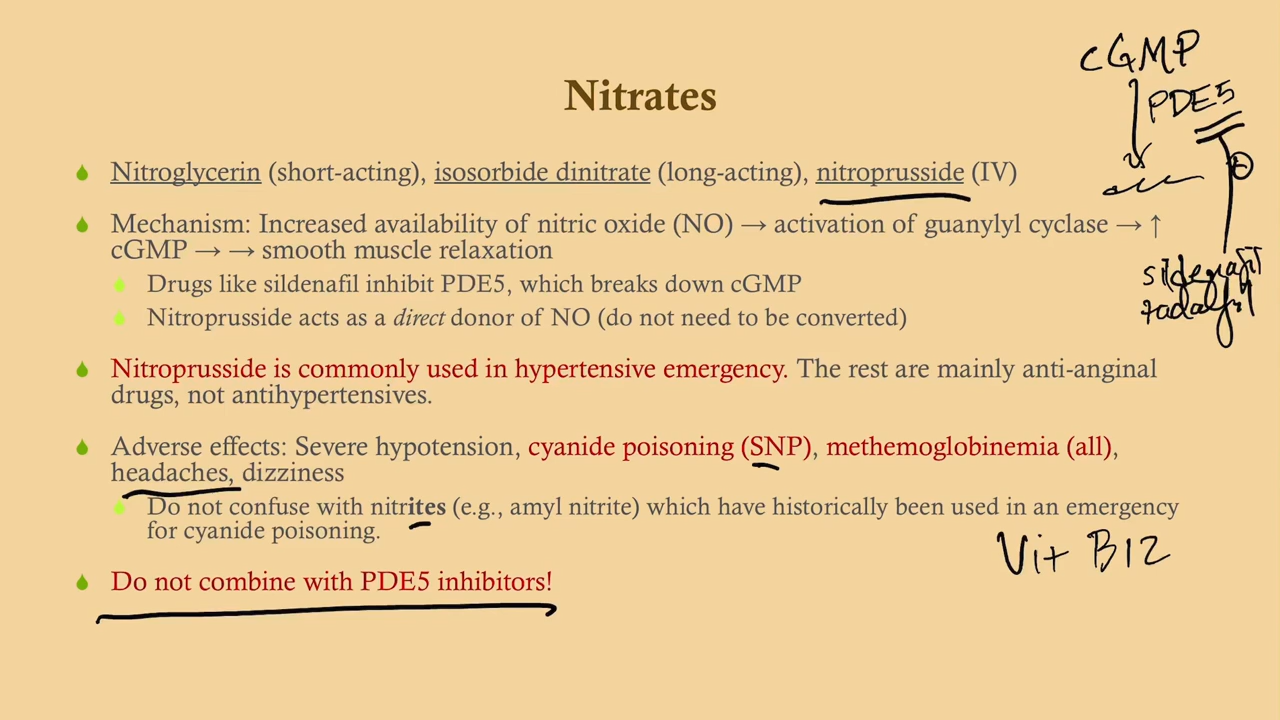 Nitrates
Nitroglycerin (short-acting), isosorbide dinitrate (long-acting), nitroprusside (IV)
Mechanism: Increased availability of nitric oxide (NO) → activation of guanylyl cyclase → ↑
cGMP → → smooth muscle relaxation
Drugs like sildenafil inhibit PDE5, which breaks down cGMP
Nitroprusside acts as a direct donor of NO (do not need to be converted)
Nitroprusside is commonly used in hypertensive emergency. The rest are mainly anti-anginal
drugs, not antihypertensives.
Adverse effects: Severe hypotension, cyanide poisoning (SNP), methemoglobinemia (all),
headaches, dizziness
Do not confuse with nitrites (e.g., amyl nitrite) which have historically been used in an emergency
for cyanide poisoning.
Do not combine with PDE5 inhibitors!
cGMP
PDE5
sildenafil
tadalfil
Vit B12